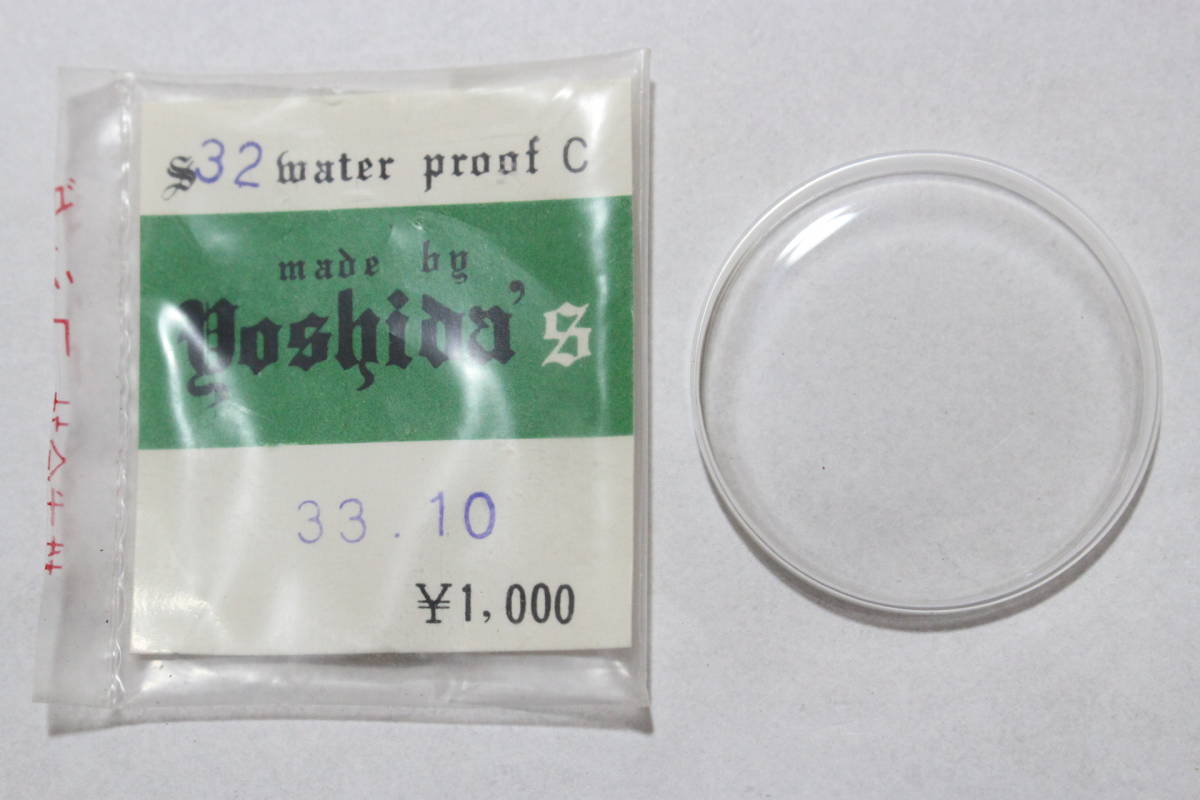 S32 water proof C
made by
Yoshida's
33.10
¥1,000